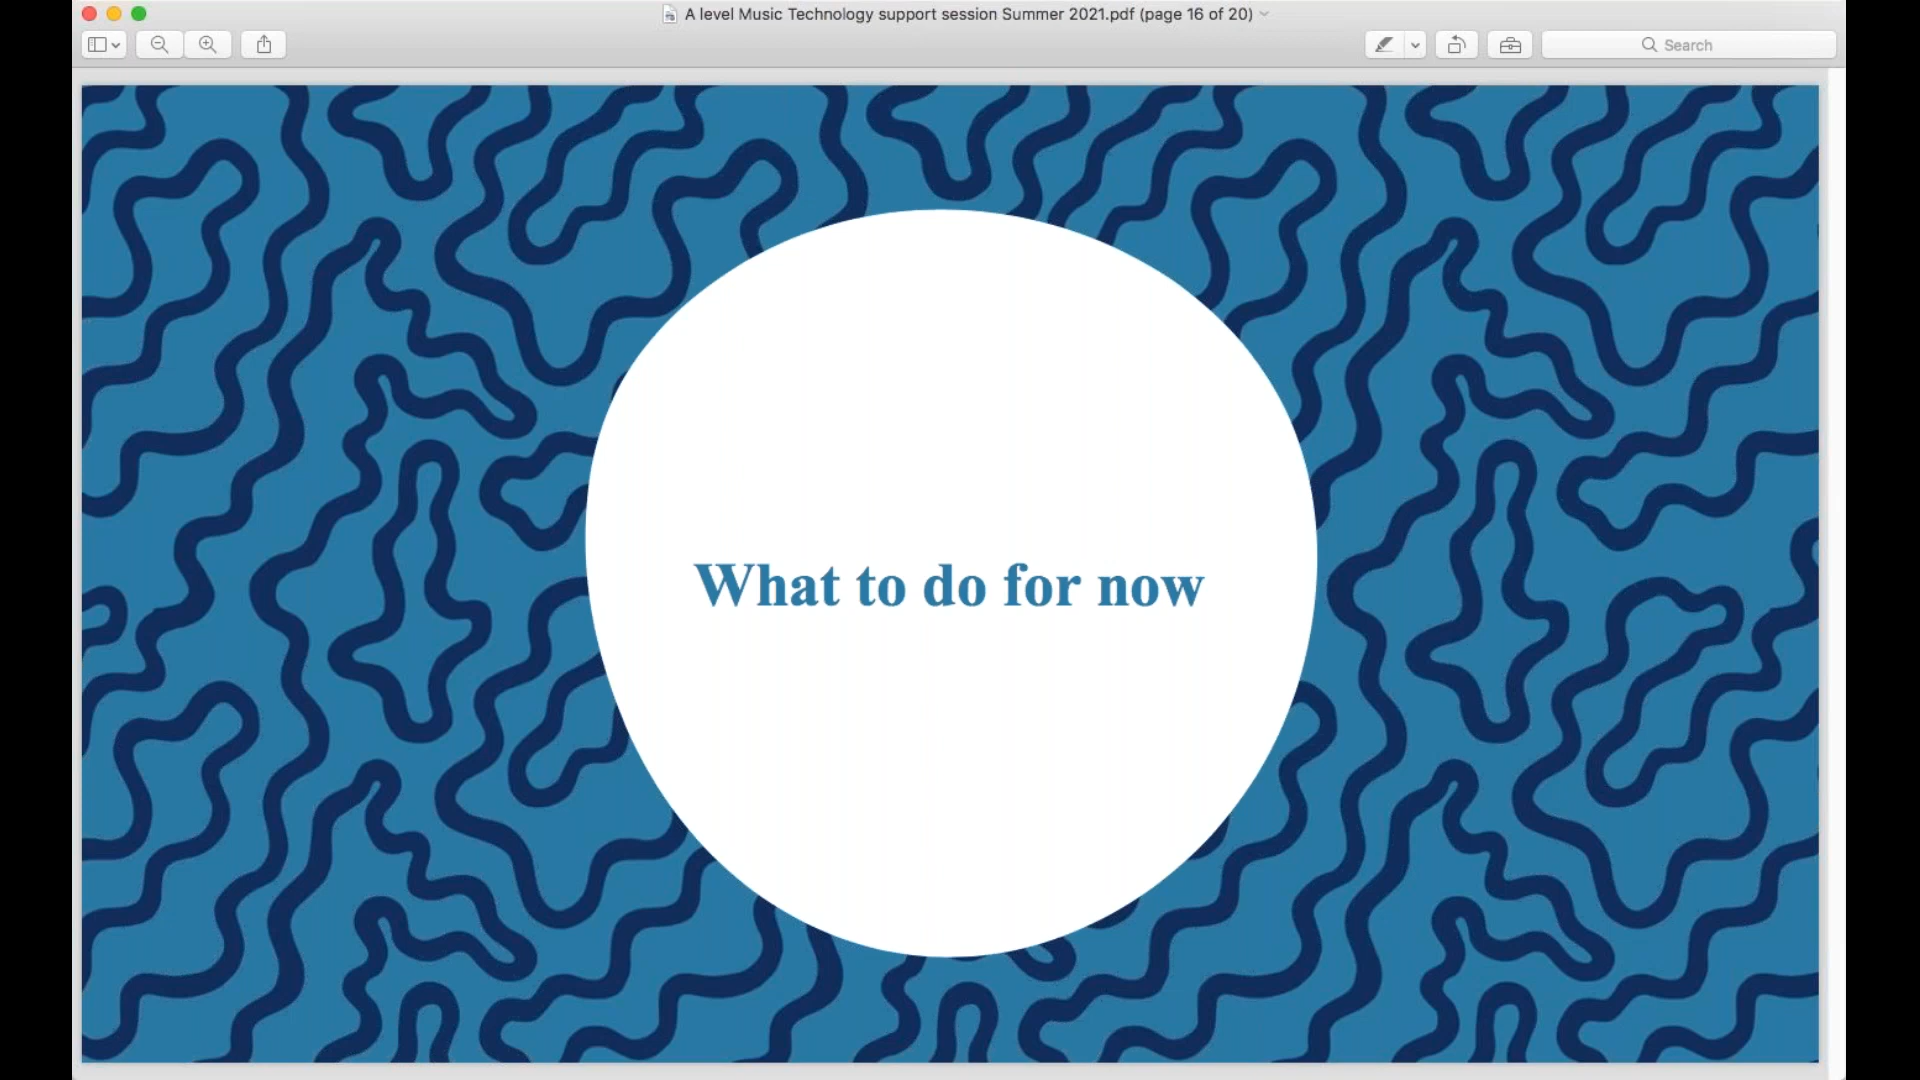 A level Music Technology support session Summer 2021.pdf (page 16 of 20)
Search
What to do for now